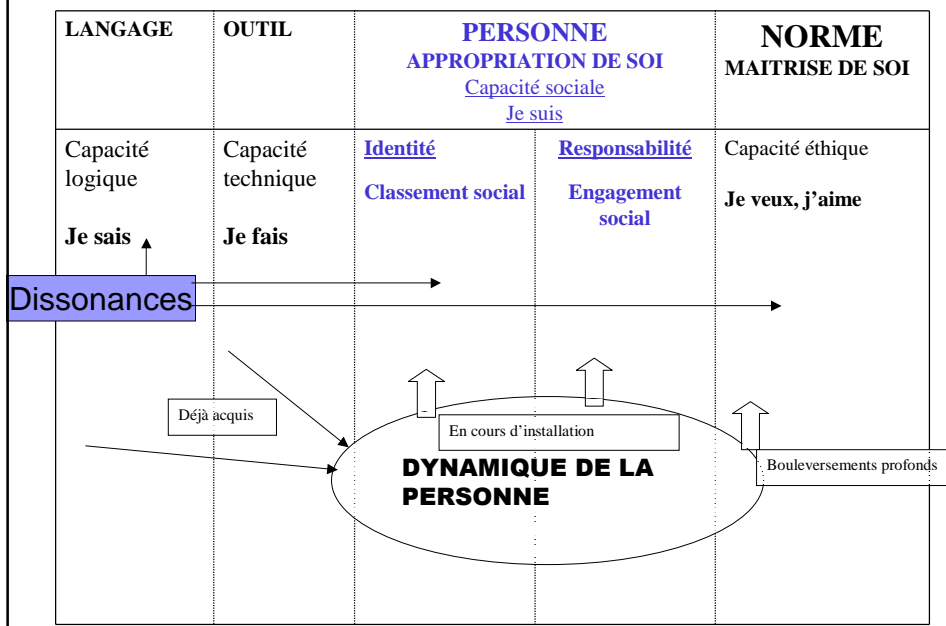 LANGAGE
OUTIL
PERSONNE
APPROPRIATION DE SOI
Capacité sociale
Je suis
NORME
MAITRISE DE SOI
Capacité
logique
Je sais
Capacité
technique
Je fais
Identité
Classement social
Responsabilité
Engagement
social
Capacité éthique
Je veux, j’aime
Dissonances
Déjà acquis
En cours d’installation
DYNAMIQUE DE LA
PERSONNE
Bouleversements profonds